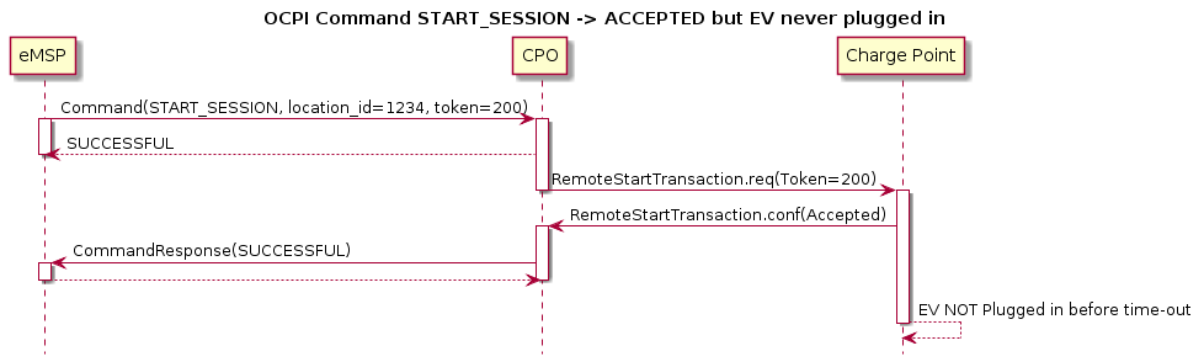 OCPI Command START_SESSION -> ACCEPTED but EV never plugged in
eMSP
CPO
Charge Point
Command(START_SESSION, location_id=1234, token=200)
SUCCESSFUL
RemoteStartTransaction.req(Token=200)
RemoteStartTransaction.conf(Accepted)
CommandResponse(SUCCESSFUL)
EV NOT Plugged in before time-out